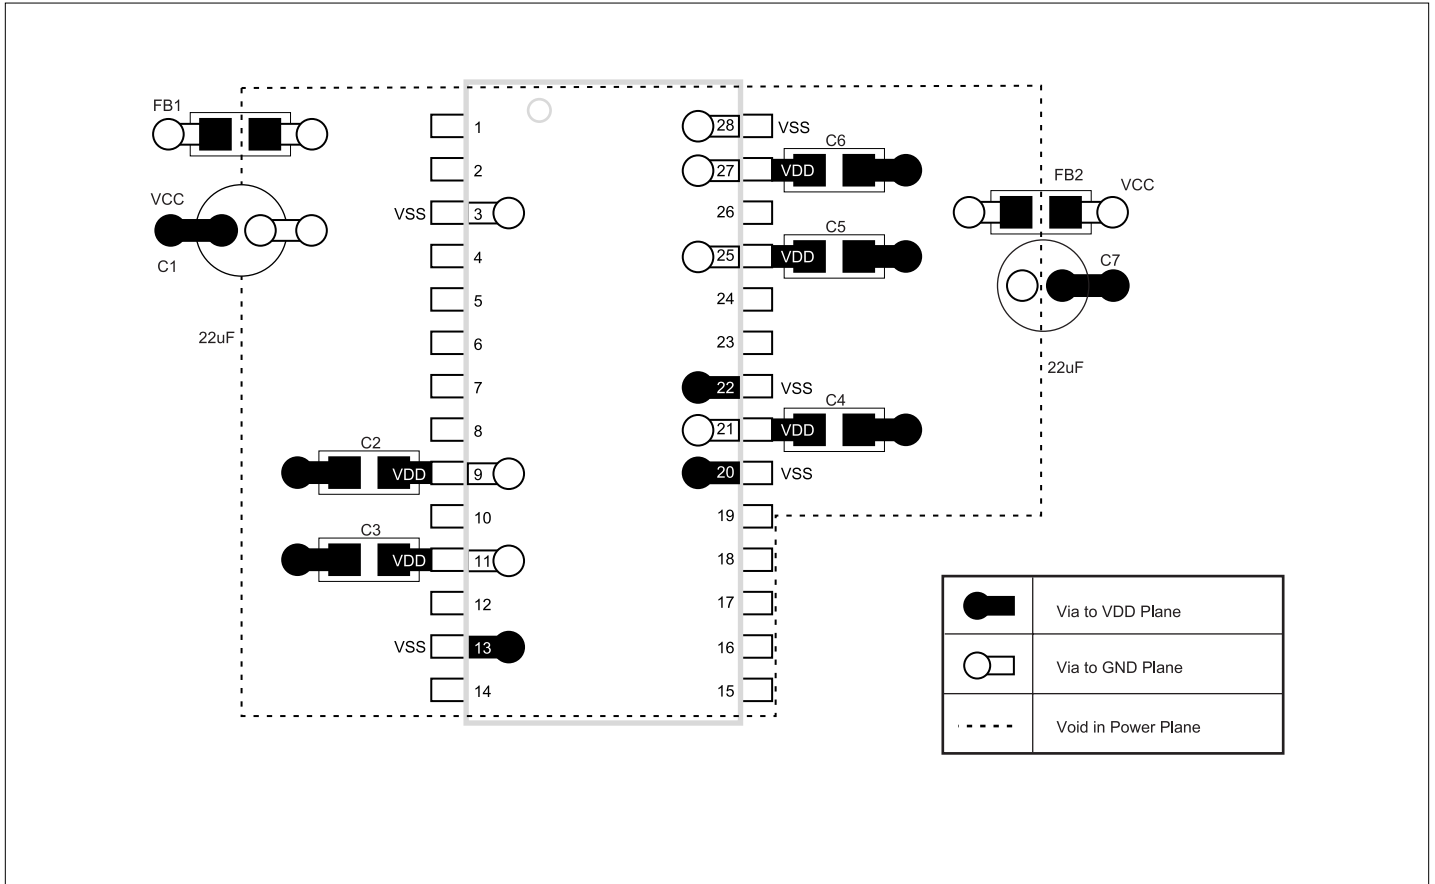 FB1
1
28
VSS
C6
2
27
VDD
FB2
VCC
VCC
VSS
3
26
C5
C1
4
25
VDD
C7
5
24
22uF
6
23
22uF
7
22
VSS
C4
8
21
VDD
C2
VDD
9
20
VSS
10
19
C3
VDD
11
18
12
17
Via to VDD Plane
VSS
13
16
Via to GND Plane
14
15
Void in Power Plane